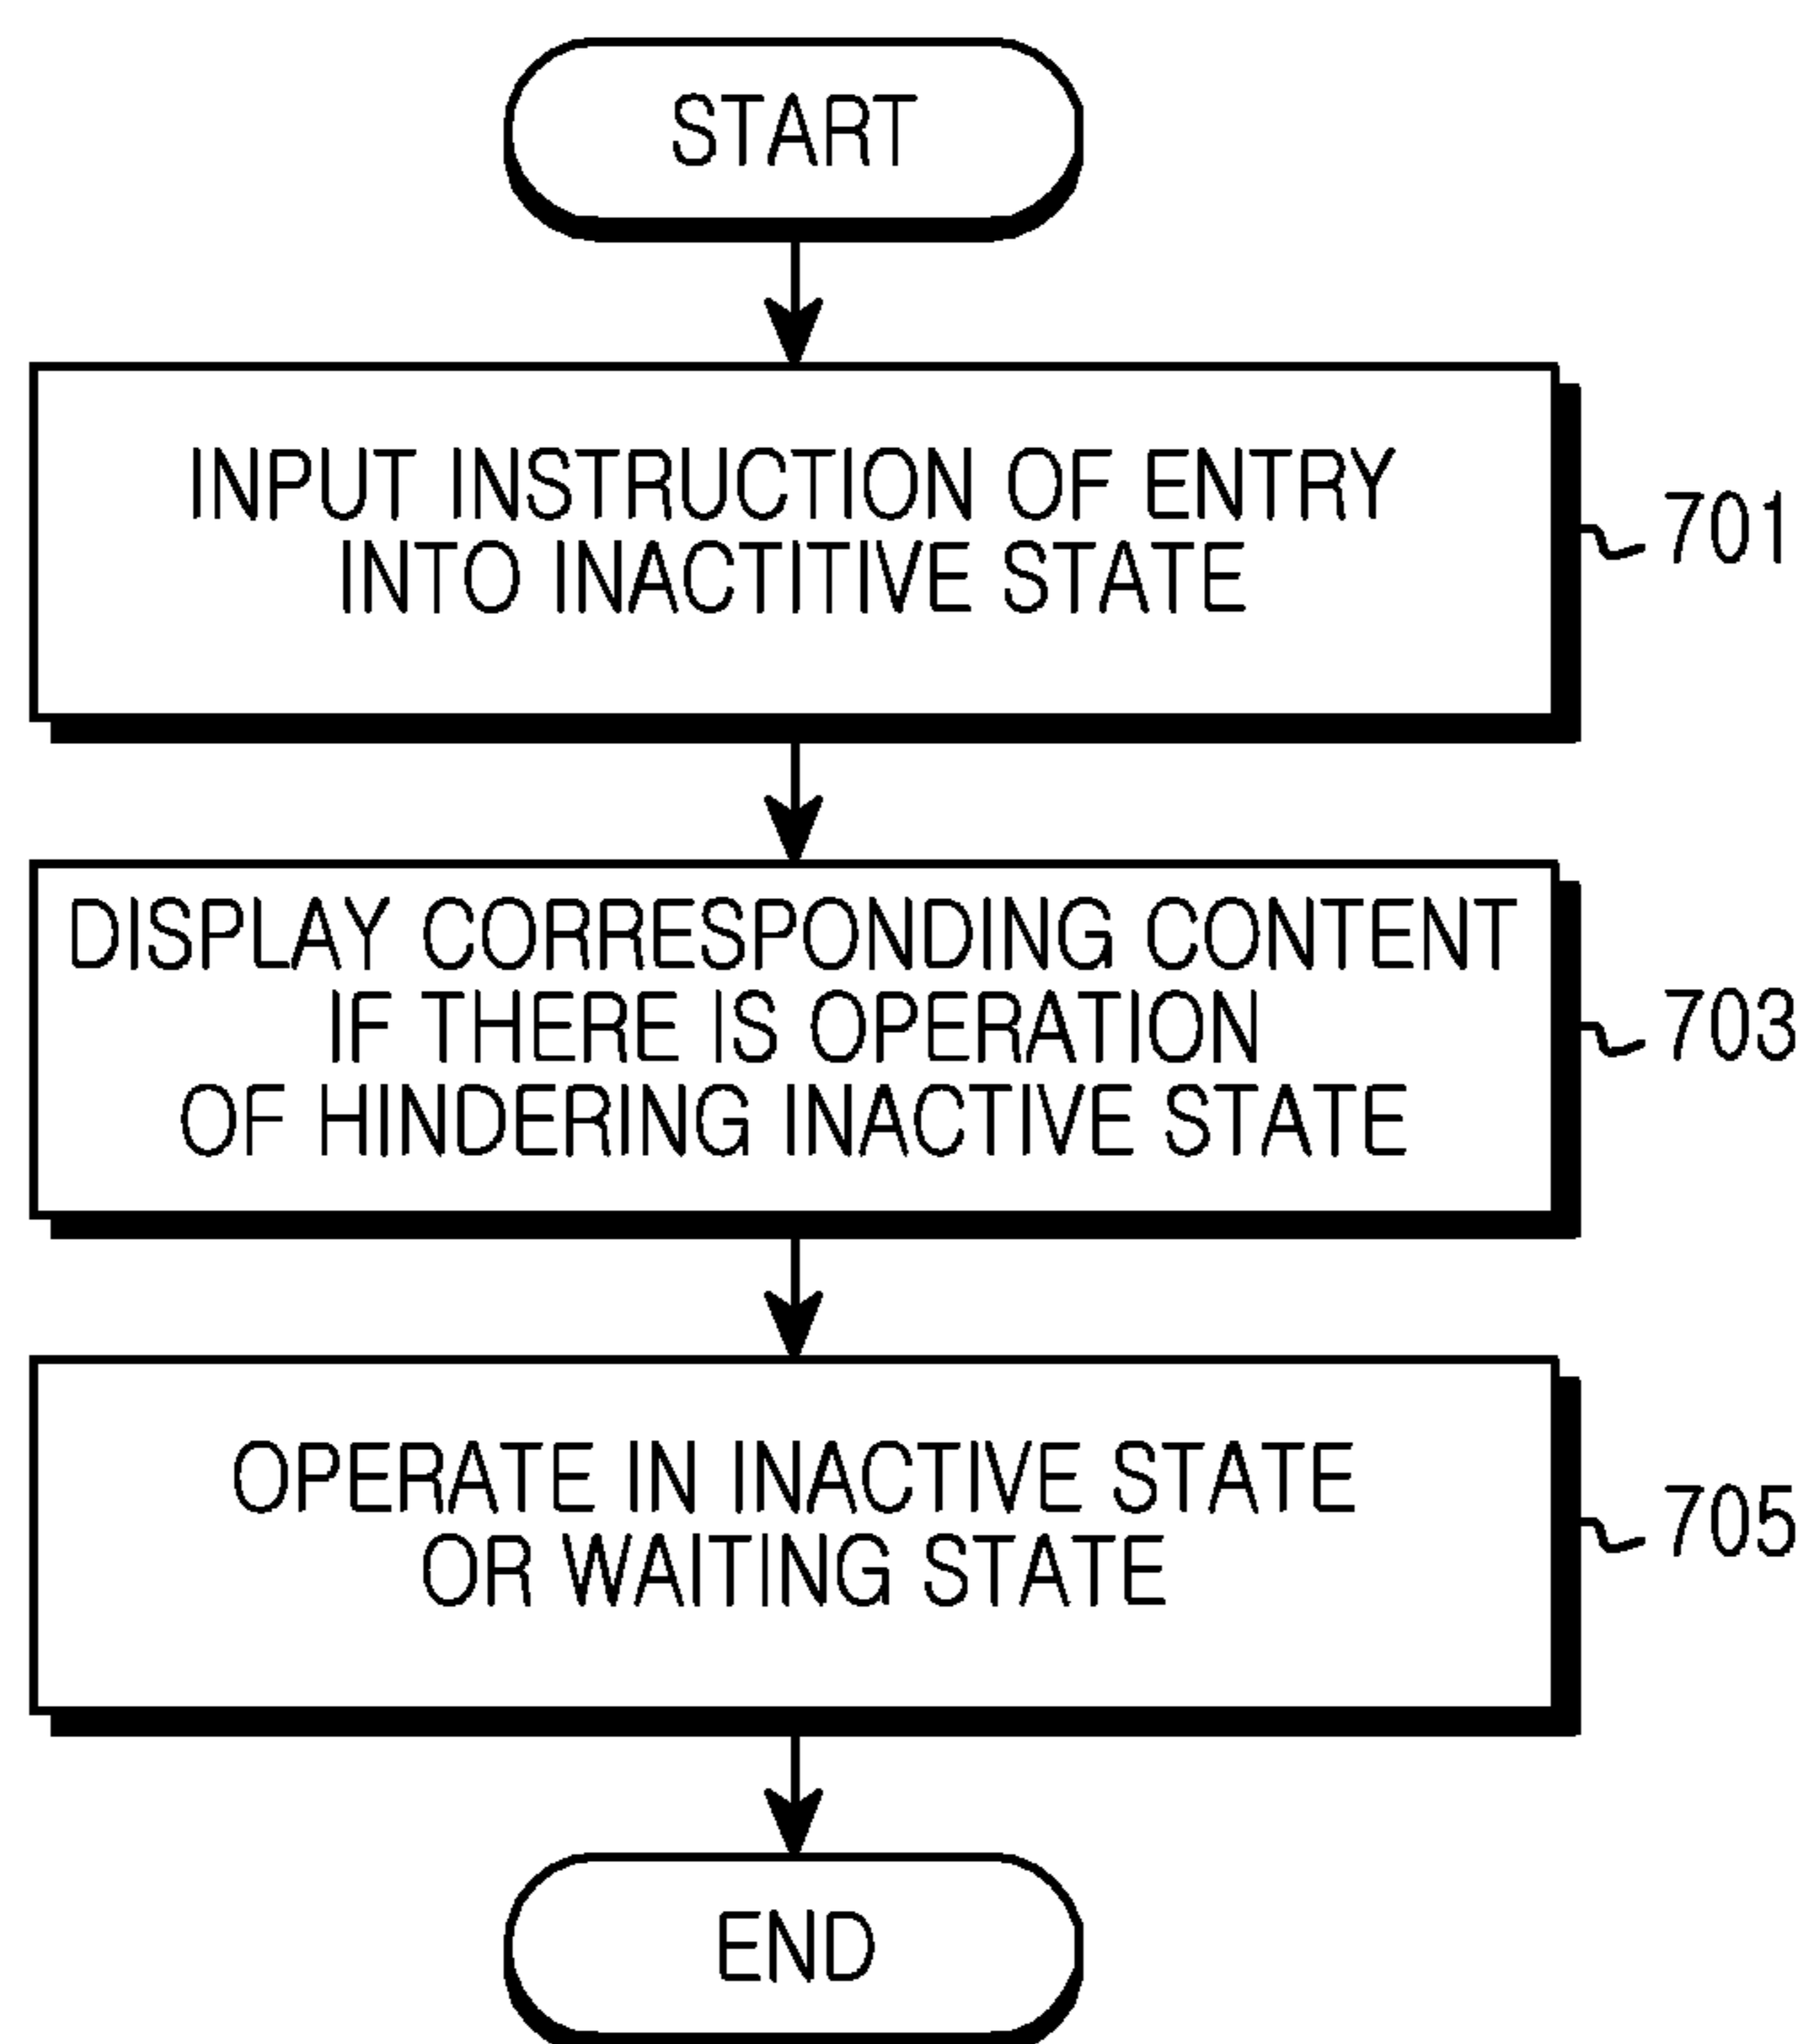 START
INPUT INSTRUCTION OF ENTRY
INTO INACTITIVE STATE
701
DISPLAY CORRESPONDING CONTENT
IF THERE IS OPERATION
OF HINDERING INACTIVE STATE
703
OPERATE IN INACTIVE STATE
OR WAITING STATE
705
END